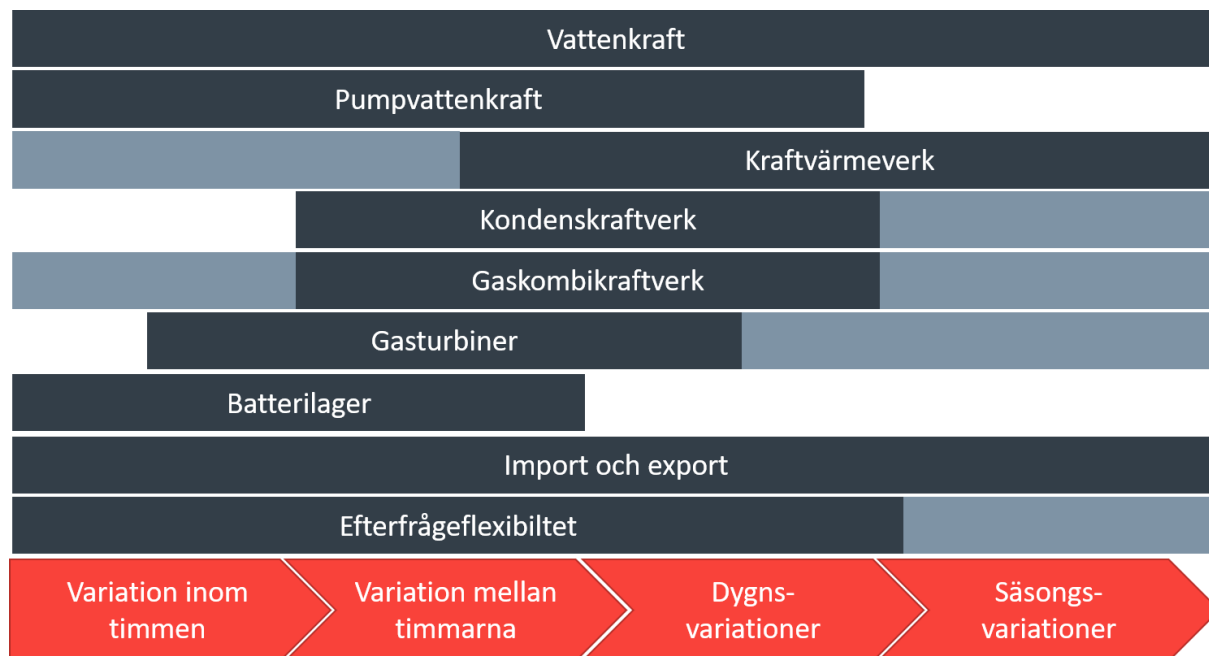 Vattenkraft
Pumpvattenkraft
Kraftvärmeverk
Kondenskraftverk
Gaskombikraftverk
Gasturbiner
Batterilager
Import och export
Efterfrågeflexibiltet
Variation inom
timmen
Variation mellan
timmarna
Dygns-
variationer
Säsongs-
variationer